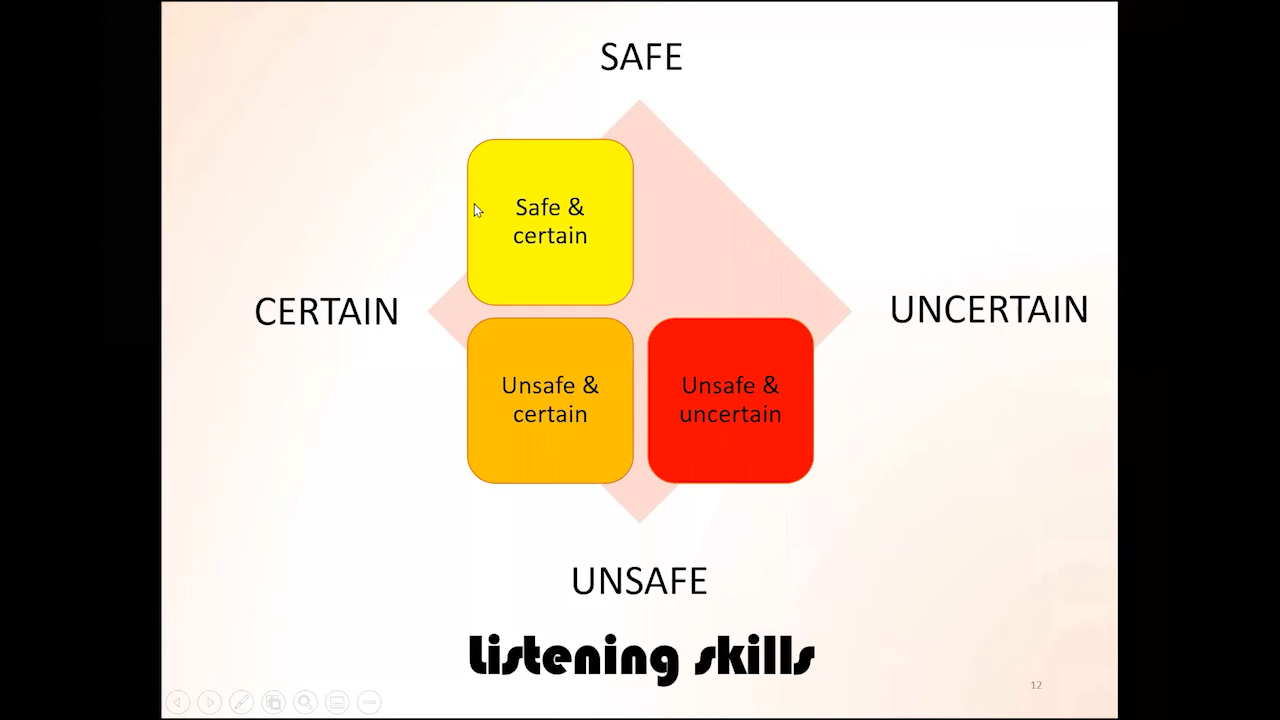 SAFE
Safe &
certain
CERTAIN
UNCERTAIN
Unsafe &
certain
Unsafe &
uncertain
UNSAFE
Listening skills
12